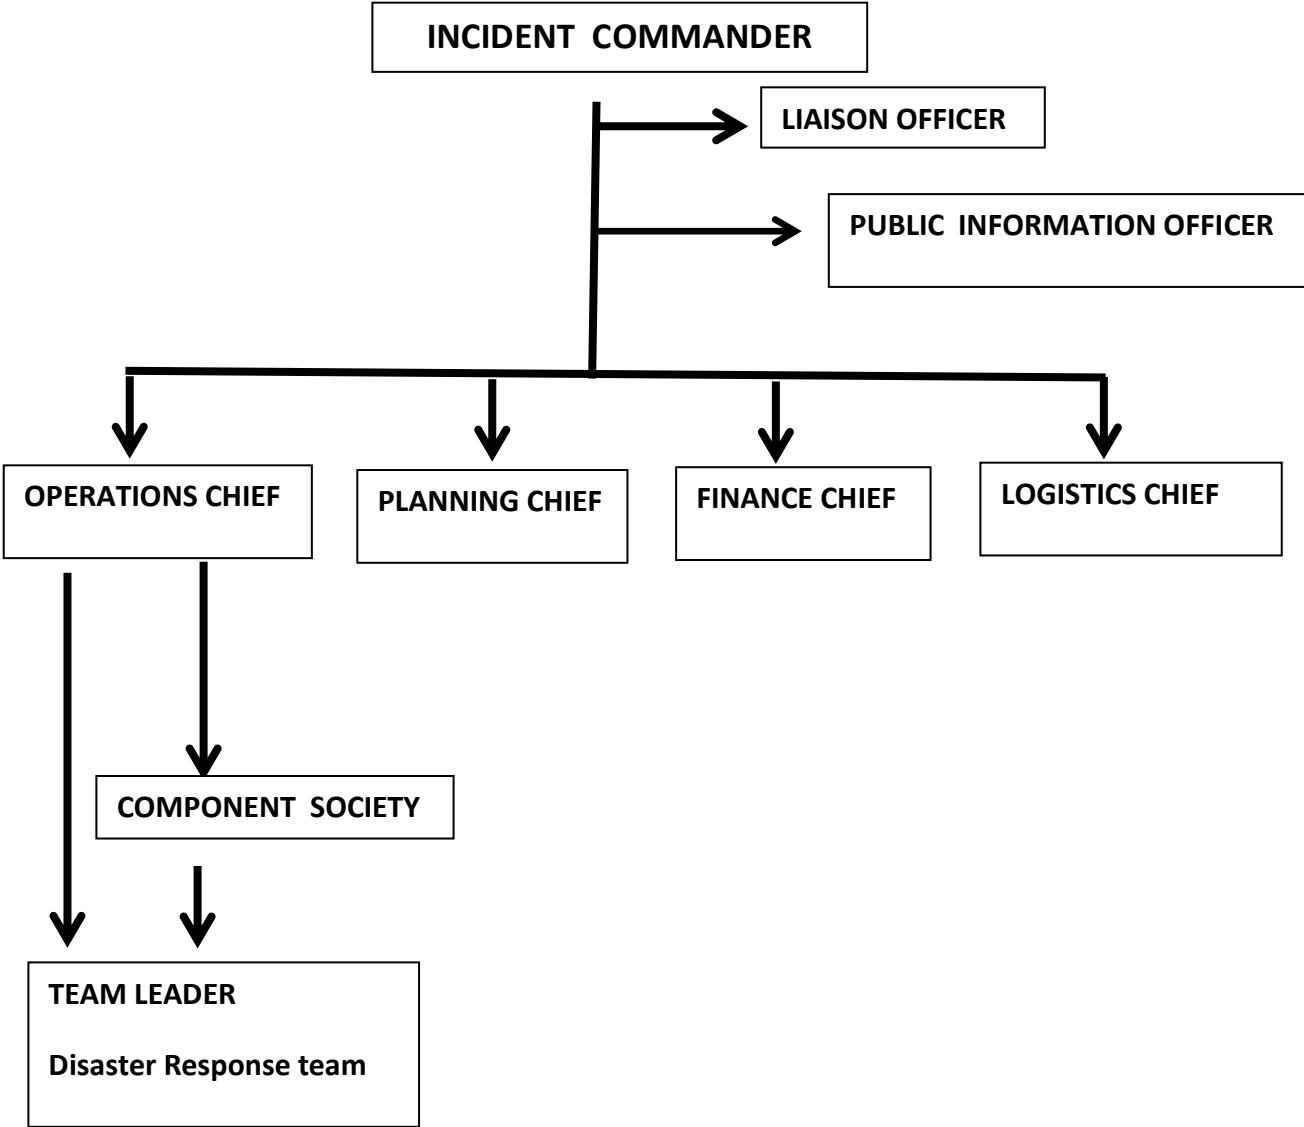 INCIDENT COMMANDER
LIAISON OFFICER
PUBLIC INFORMATION OFFICER
OPERATIONS CHIEF
PLANNING CHIEF
FINANCE CHIEF
LOGISTICS CHIEF
COMPONENT SOCIETY
TEAM LEADER
Disaster Response team